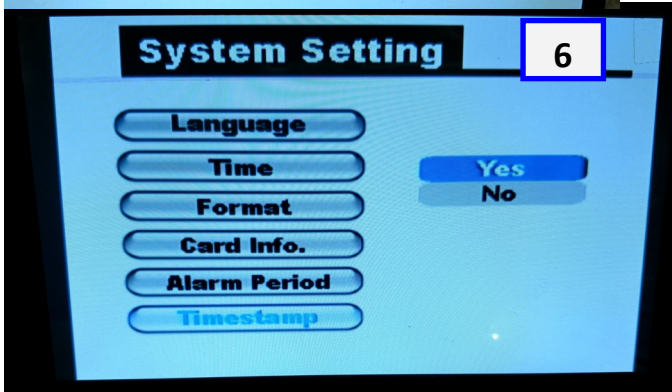 System Setting
6
Language
Time
Format
Card Info.
Alarm Period
Timestamp
Yes
No